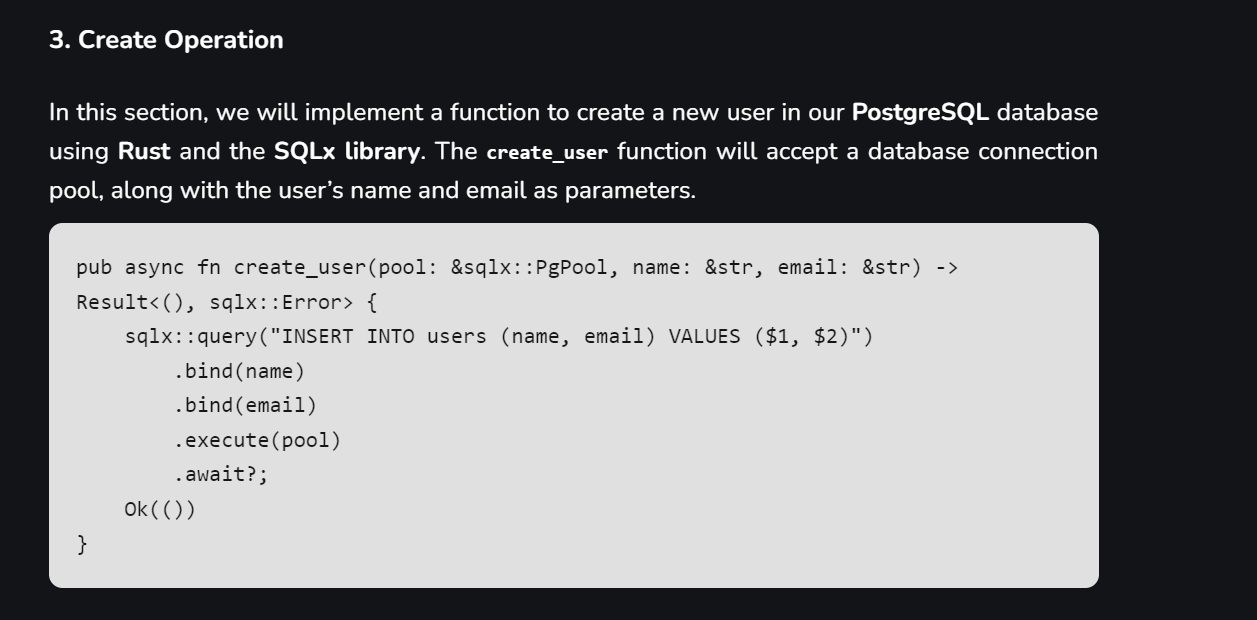 3. Create Operation
In this section, we will implement a function to create a new user in our PostgreSQL database
using Rust and the SQLx library. The create_user function will accept a database connection
pool, along with the user’s name and email as parameters.
pub async fn create_user(pool: &sqlx::PgPool, name: &str, email: &str) ->
Result<(), sqlx::Error> {
    sqlx::query("INSERT INTO users (name, email) VALUES ($1, $2)")
        .bind(name)
        .bind(email)
        .execute(pool)
        .await?;
    Ok(())
}